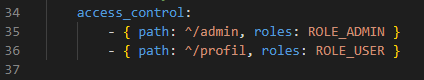 34 access_control:
35 - { path: ^/admin, roles: ROLE_ADMIN }
36 - { path: ^/profil, roles: ROLE_USER }
37